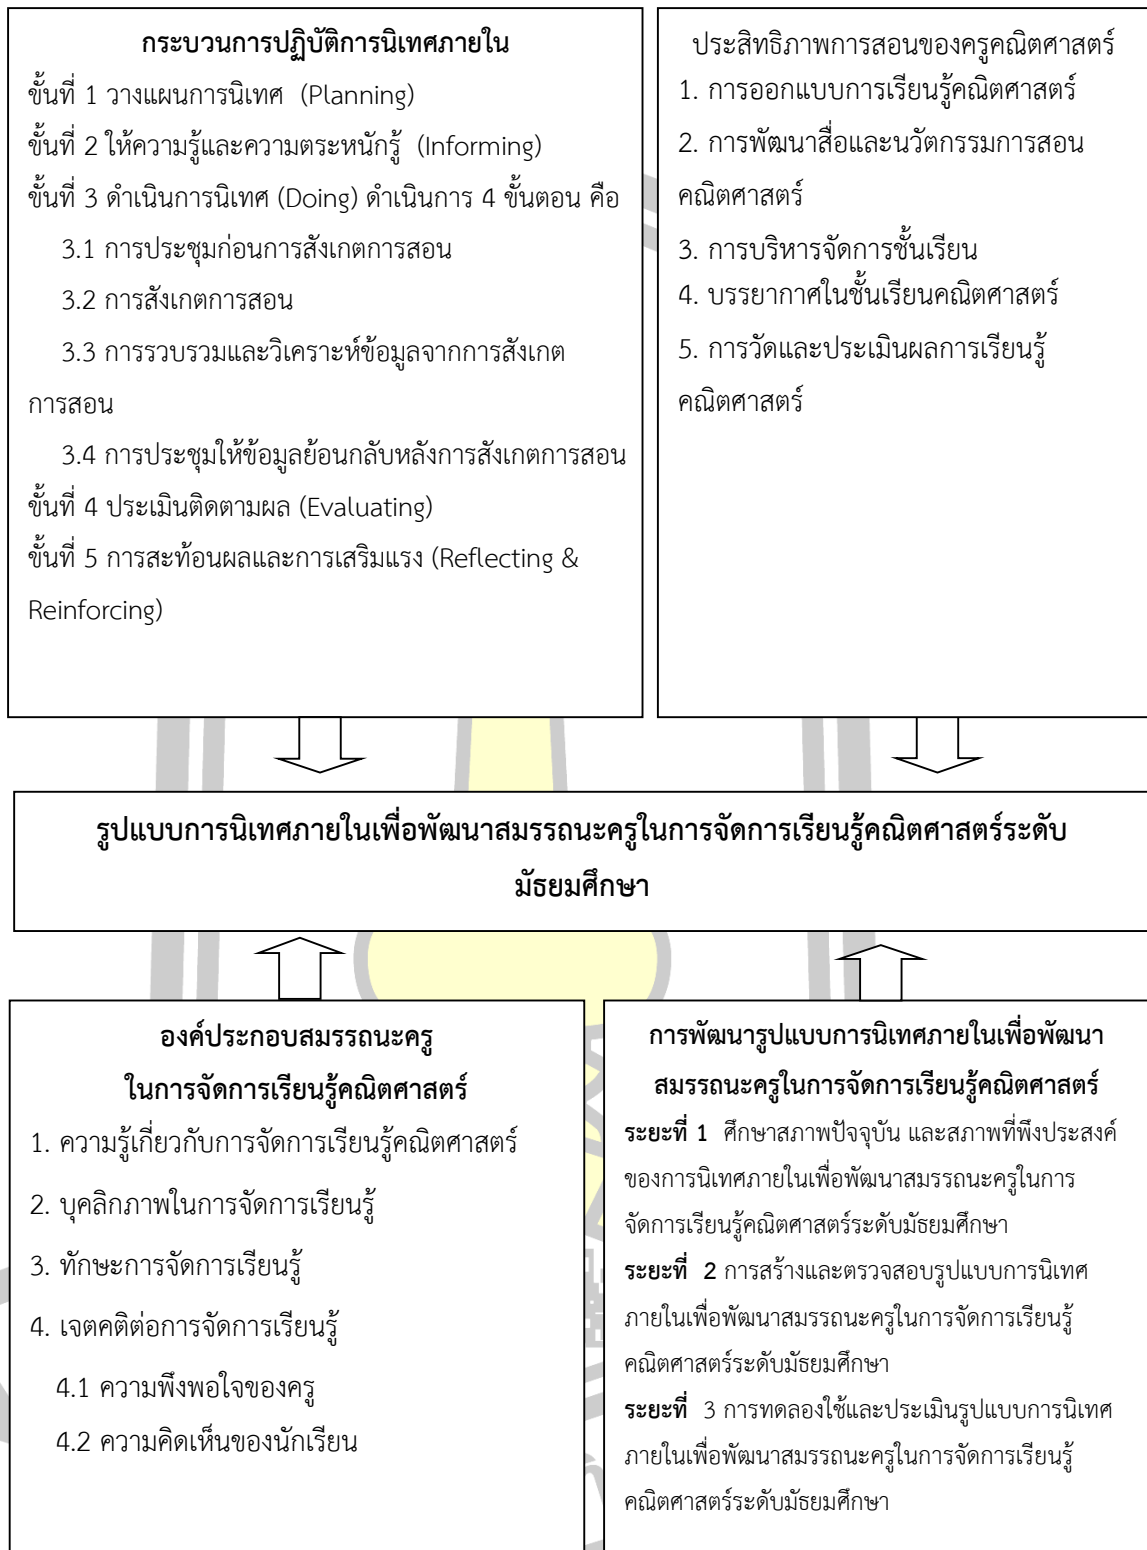 กระบวนการปฏิบัติการนิเทศภายใน
ขั้นที่ 1 วางแผนการนิเทศ (Planning)
ขั้นที่ 2 ให้ความรู้และความตระหนักรู้ (Informing)
ขั้นที่ 3 ดำเนินการนิเทศ (Doing) ดำเนินการ 4 ขั้นตอน คือ
3.1 การประชุมก่อนการสังเกตการสอน
3.2 การสังเกตการสอน
3.3 การรวบรวมและวิเคราะห์ข้อมูลจากการสังเกต
การสอน
3.4 การประชุมให้ข้อมูลย้อนกลับหลังการสังเกตการสอน
ขั้นที่ 4 ประเมินติดตามผล (Evaluating)
ขั้นที่ 5 การสะท้อนผลและการเสริมแรง (Reflecting &
Reinforcing)
ประสิทธิภาพการสอนของครูคณิตศาสตร์
1. การออกแบบการเรียนรู้คณิตศาสตร์
2. การพัฒนาสื่อและนวัตกรรมการสอน
คณิตศาสตร์
3. การบริหารจัดการชั้นเรียน
4. บรรยากาศในชั้นเรียนคณิตศาสตร์
5. การวัดและประเมินผลการเรียนรู้
คณิตศาสตร์
รูปแบบการนิเทศภายในเพื่อพัฒนาสมรรถนะครูในการจัดการเรียนรู้คณิตศาสตร์ระดับ
มัธยมศึกษา
องค์ประกอบสมรรถนะครู
ในการจัดการเรียนรู้คณิตศาสตร์
1. ความรู้เกี่ยวกับการจัดการเรียนรู้คณิตศาสตร์
2. บุคลิกภาพในการจัดการเรียนรู้
3. ทักษะการจัดการเรียนรู้
4. เจตคติต่อการจัดการเรียนรู้
4.1 ความพึงพอใจของครู
4.2 ความคิดเห็นของนักเรียน
การพัฒนารูปแบบการนิเทศภายในเพื่อพัฒนา
สมรรถนะครูในการจัดการเรียนรู้คณิตศาสตร์
ระยะที่ 1 ศึกษาสภาพปัจจุบัน และสภาพที่พึงประสงค์
ของการนิเทศภายในเพื่อพัฒนาสมรรถนะครูในการ
จัดการเรียนรู้คณิตศาสตร์ระดับมัธยมศึกษา
ระยะที่ 2 การสร้างและตรวจสอบรูปแบบการนิเทศ
ภายในเพื่อพัฒนาสมรรถนะครูในการจัดการเรียนรู้
คณิตศาสตร์ระดับมัธยมศึกษา
ระยะที่ 3 การทดลองใช้และประเมินรูปแบบการนิเทศ
ภายในเพื่อพัฒนาสมรรถนะครูในการจัดการเรียนรู้
คณิตศาสตร์ระดับมัธยมศึกษา